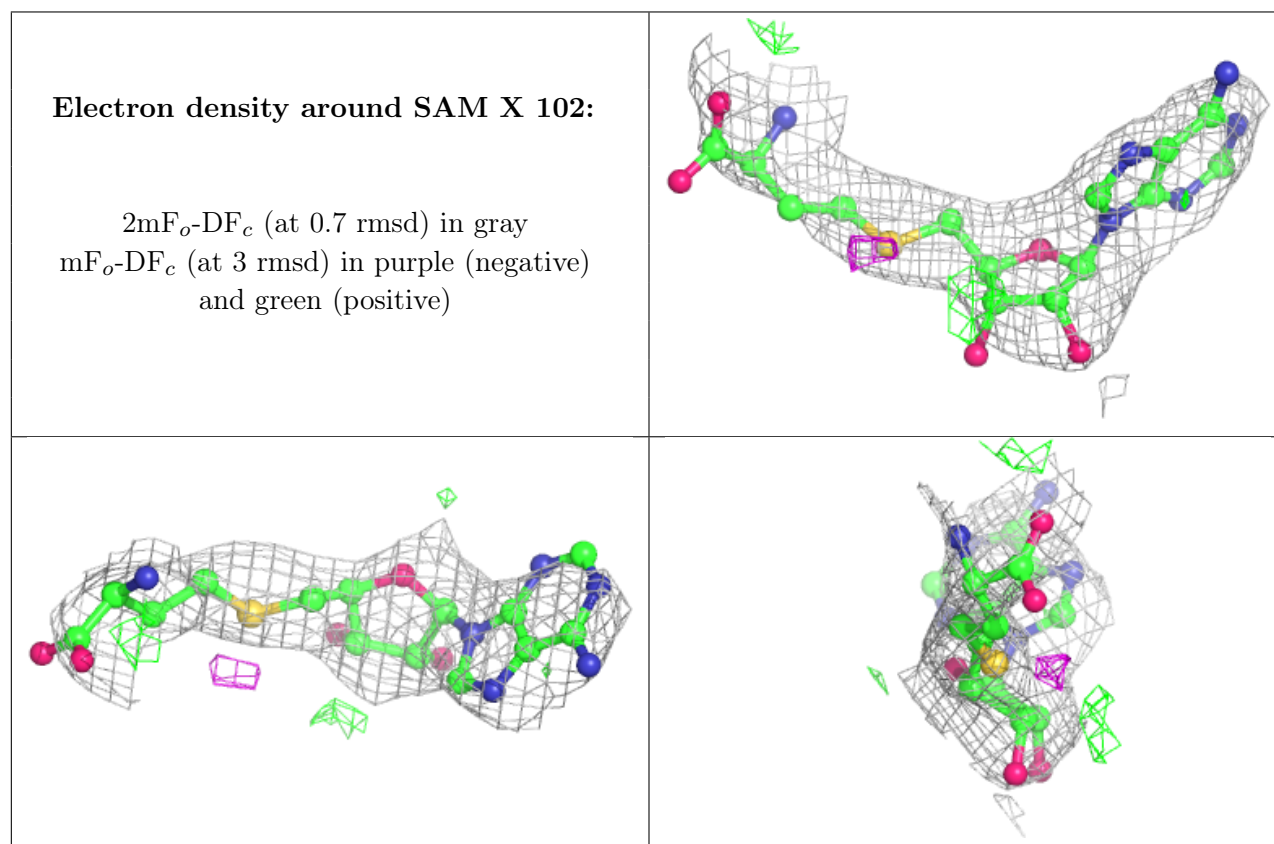 Electron density around SAM X 102:
2mFo-DFc (at 0.7 rmsd) in gray
mFo-DFc (at 3 rmsd) in purple (negative)
and green (positive)